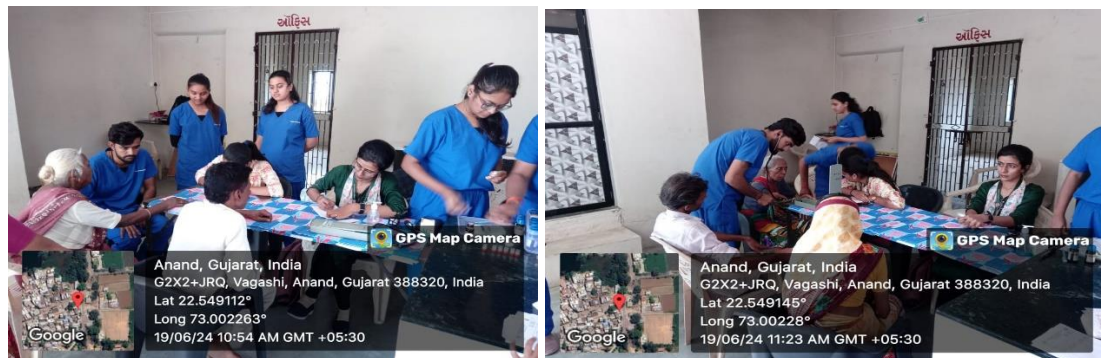 ઑફિસ
GPS Map Camera
Anand, Gujarat, India
G2X2+JRQ, Vagashi, Anand, Gujarat 388320, India
Lat 22.549112°
Long 73.002263°
19/06/24 10:54 AM GMT +05:30
Google
ઑફિસ
GPS Map Camera
Anand, Gujarat, India
G2X2+JRQ, Vagashi, Anand, Gujarat 388320, India
Lat 22.549145°
Long 73.00228°
19/06/24 11:23 AM GMT +05:30
Google